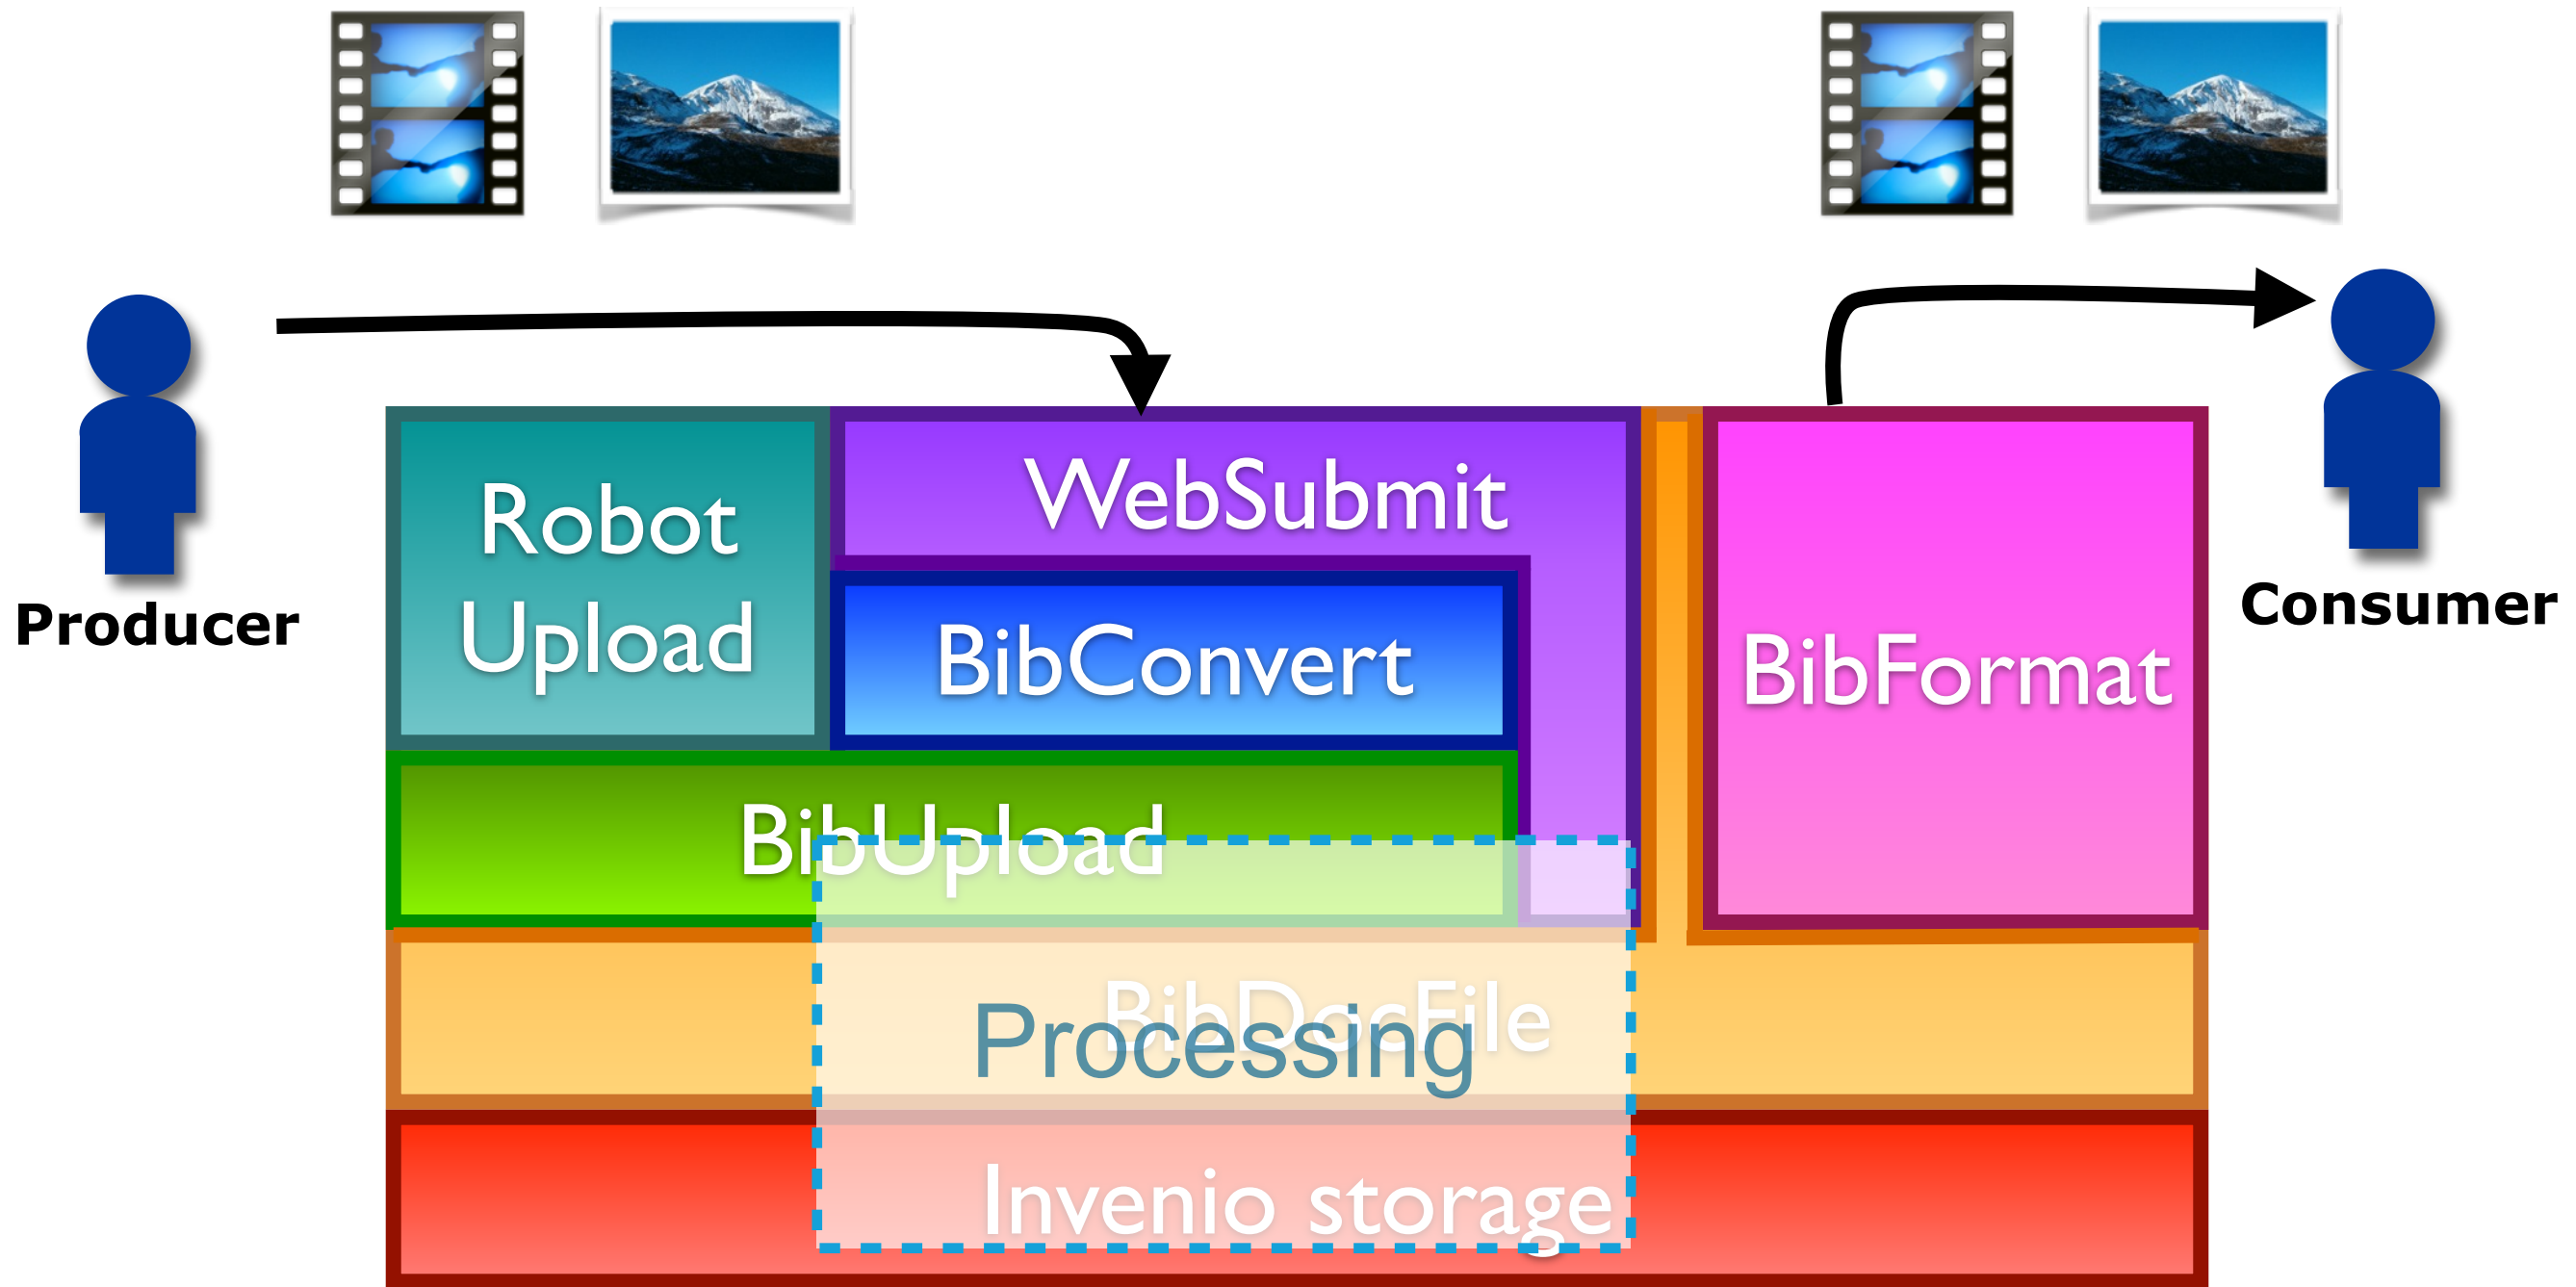 Producer
Consumer
Robot
Upload
WebSubmit
BibConvert
BibFormat
BibUpload
BibDocFile
Processing
Invenio storage